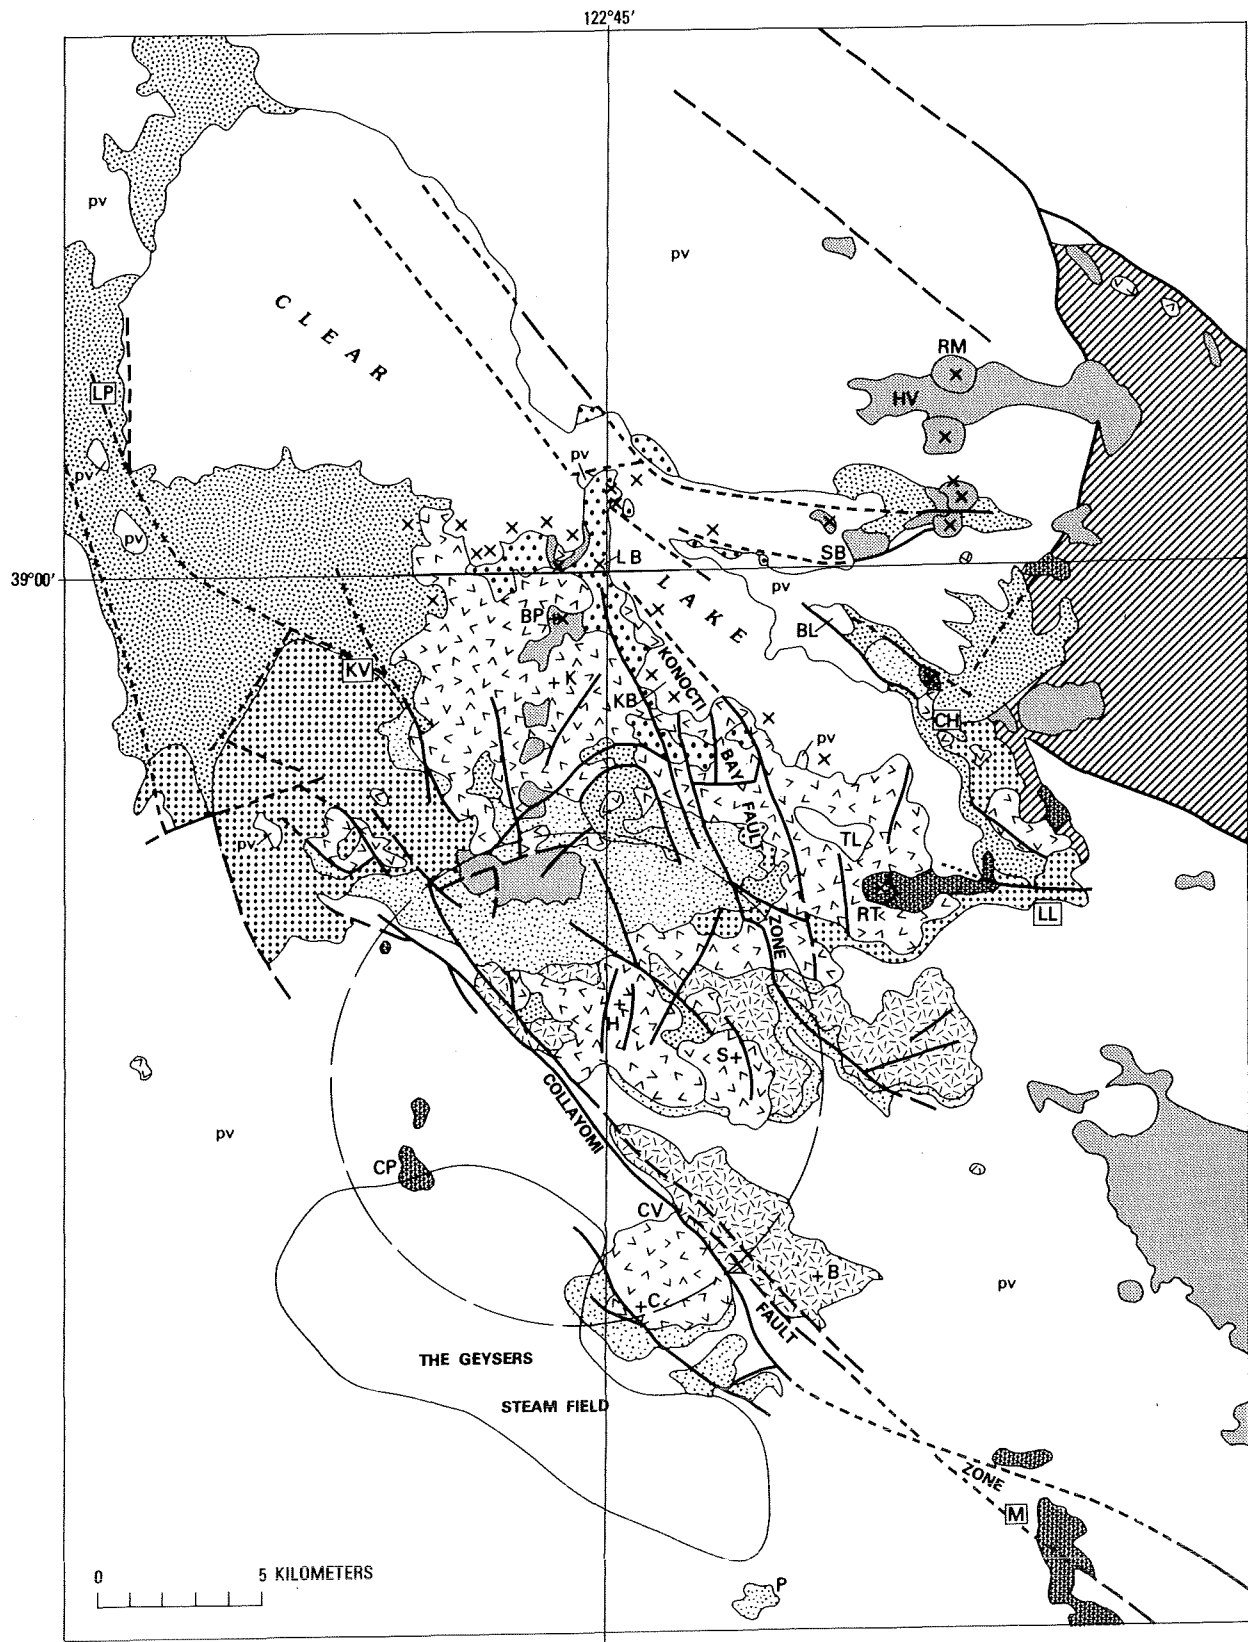 122°45'
pv
pv
CLEAR
RM
HV
LP
pv
pv
pv
LB
SB
39°00'
LAKE
pv
BP
BL
KV
KONOCTI
+K
KB
CH
BAY
pv
FAULT
TL
pv
RT
LL
ZONE
H
S+
COLLAYOMI
pv
CP
CV
+B
pv
+C
FAULT
THE GEYSERS
STEAM FIELD
ZONE
M
0 5 KILOMETERS
P